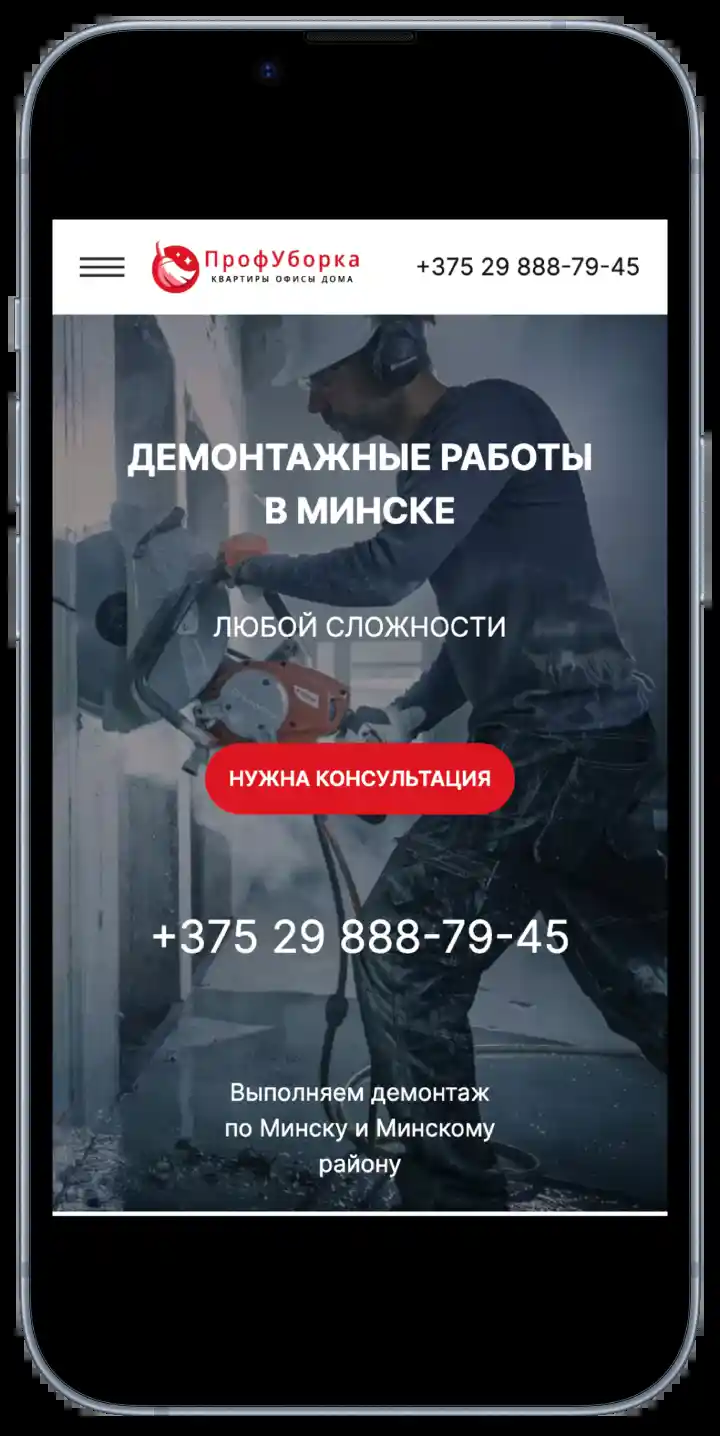 ПрофУборка
КВАРТИРЫ ОФИСЫ ДОМА
+375 29 888-79-45
ДЕМОНТАЖНЫЕ РАБОТЫ
В МИНСКЕ
ЛЮБОЙ СЛОЖНОСТИ
НУЖНА КОНСУЛЬТАЦИЯ
+375 29 888-79-45
Выполняем демонтаж
по Минску и Минскому
району